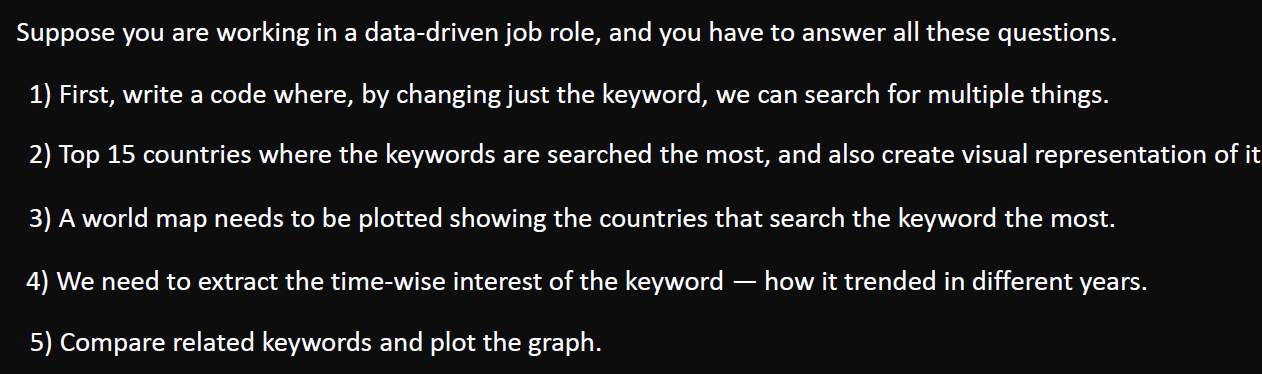 Suppose you are working in a data-driven job role, and you have to answer all these questions.
1) First, write a code where, by changing just the keyword, we can search for multiple things.
2) Top 15 countries where the keywords are searched the most, and also create visual representation of it
3) A world map needs to be plotted showing the countries that search the keyword the most.
4) We need to extract the time-wise interest of the keyword — how it trended in different years.
5) Compare related keywords and plot the graph.